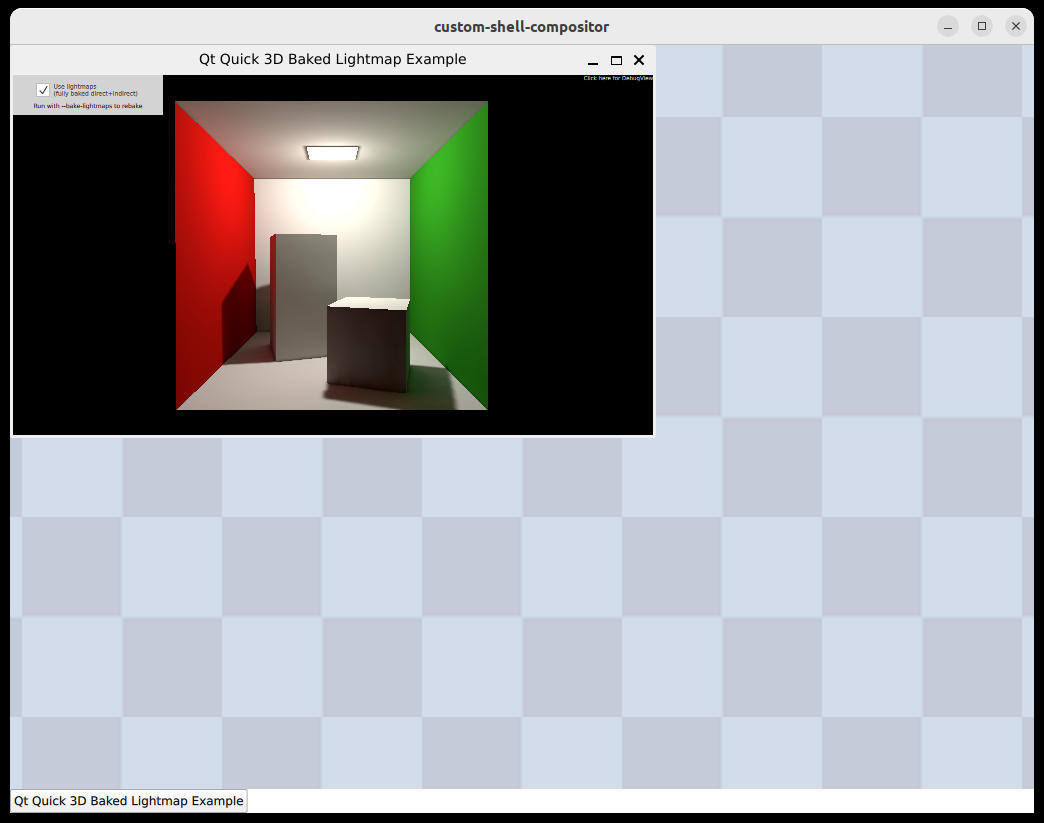 custom-shell-compositor
Qt Quick 3D Baked Lightmap Example
Click here for DebugView
Use lightmaps
(fully baked direct+indirect)
Run with --bake-lightmaps to rebake
Qt Quick 3D Baked Lightmap Example